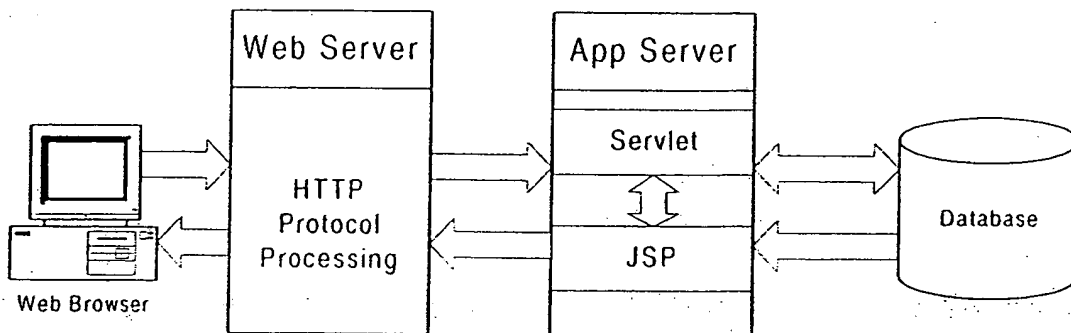 Web Server
App Server
Servlet
HTTP
Protocol
Processing
JSP
Database
Web Browser